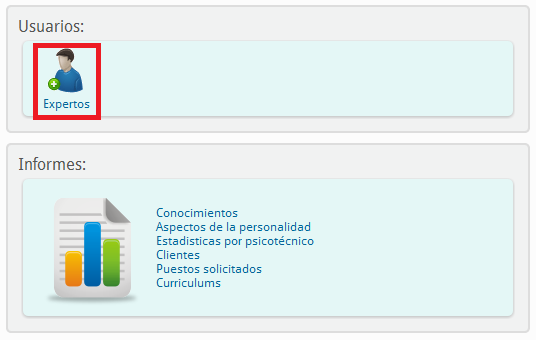 Usuarios:
Expertos
Informes:
Conocimientos
Aspectos de la personalidad
Estadisticas por psicotécnico
Clientes
Puestos solicitados
Curriculums